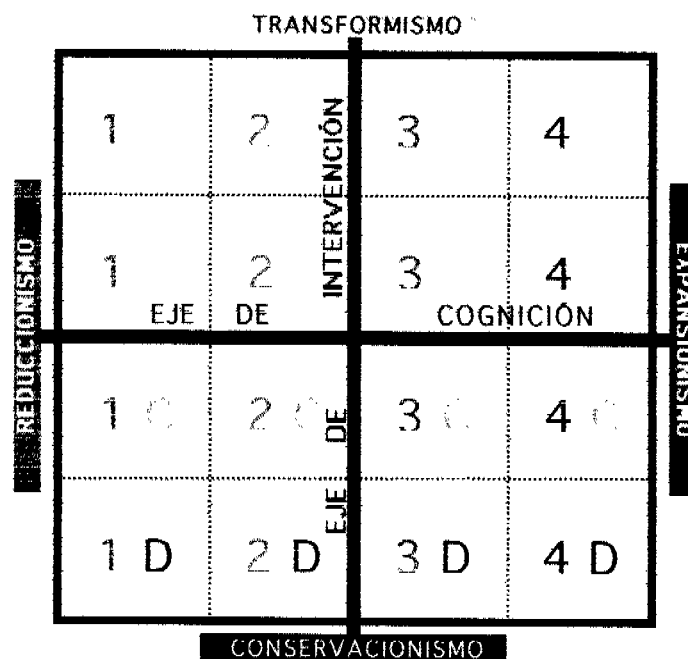 TRANSFORMISMO
1 2 3 4
INTERVENCIÓN
REDUCCIONISMO
EXPANSIONISMO
1 2 3 4
EJE DE COGNICIÓN
1 C 2 C 3 C 4 C
EJE DE
1 D 2 D 3 D 4 D
CONSERVACIONISMO